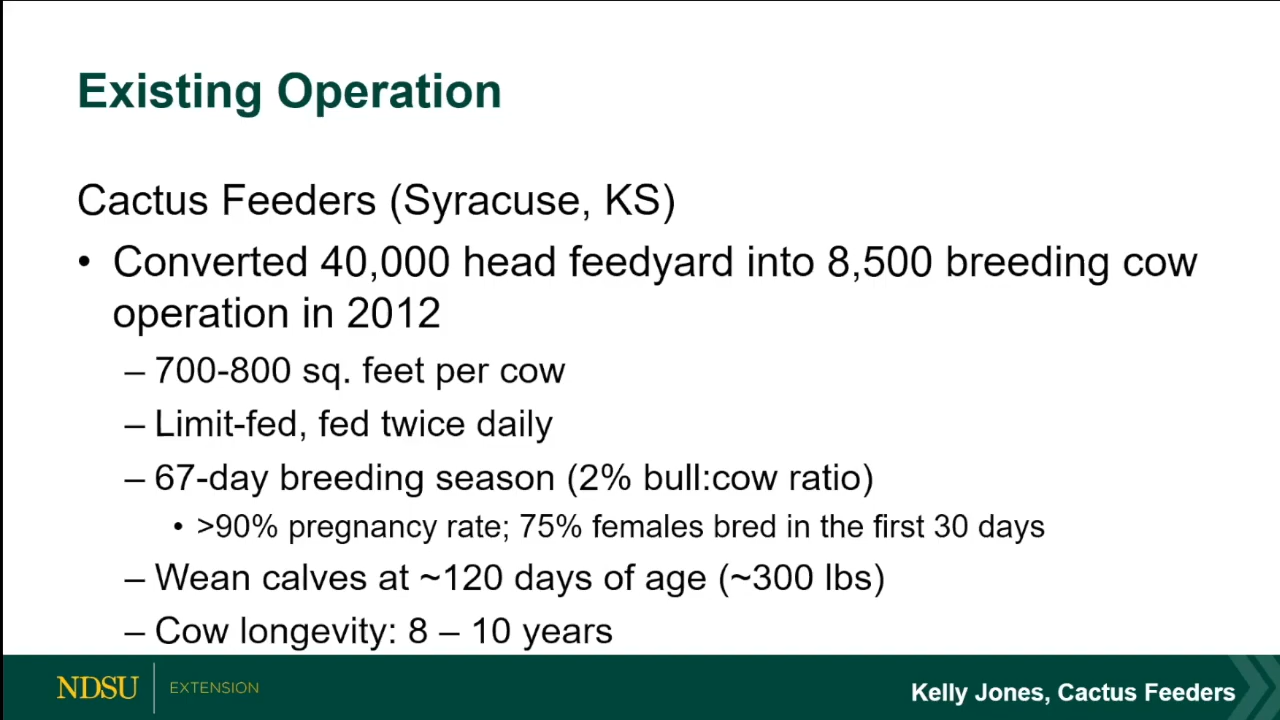 Existing Operation
Cactus Feeders (Syracuse, KS)
• Converted 40,000 head feedyard into 8,500 breeding cow
operation in 2012
– 700-800 sq. feet per cow
– Limit-fed, fed twice daily
– 67-day breeding season (2% bull:cow ratio)
• >90% pregnancy rate; 75% females bred in the first 30 days
– Wean calves at ~120 days of age (~300 lbs)
– Cow longevity: 8 – 10 years
NDSU EXTENSION
Kelly Jones, Cactus Feeders